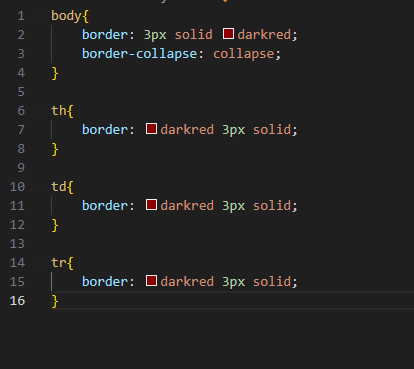 1 body{
2 border: 3px solid darkred;
3 border-collapse: collapse;
4 }
5
6 th{
7 border: darkred 3px solid;
8 }
9
10 td{
11 border: darkred 3px solid;
12 }
13
14 tr{
15 border: darkred 3px solid;
16 }